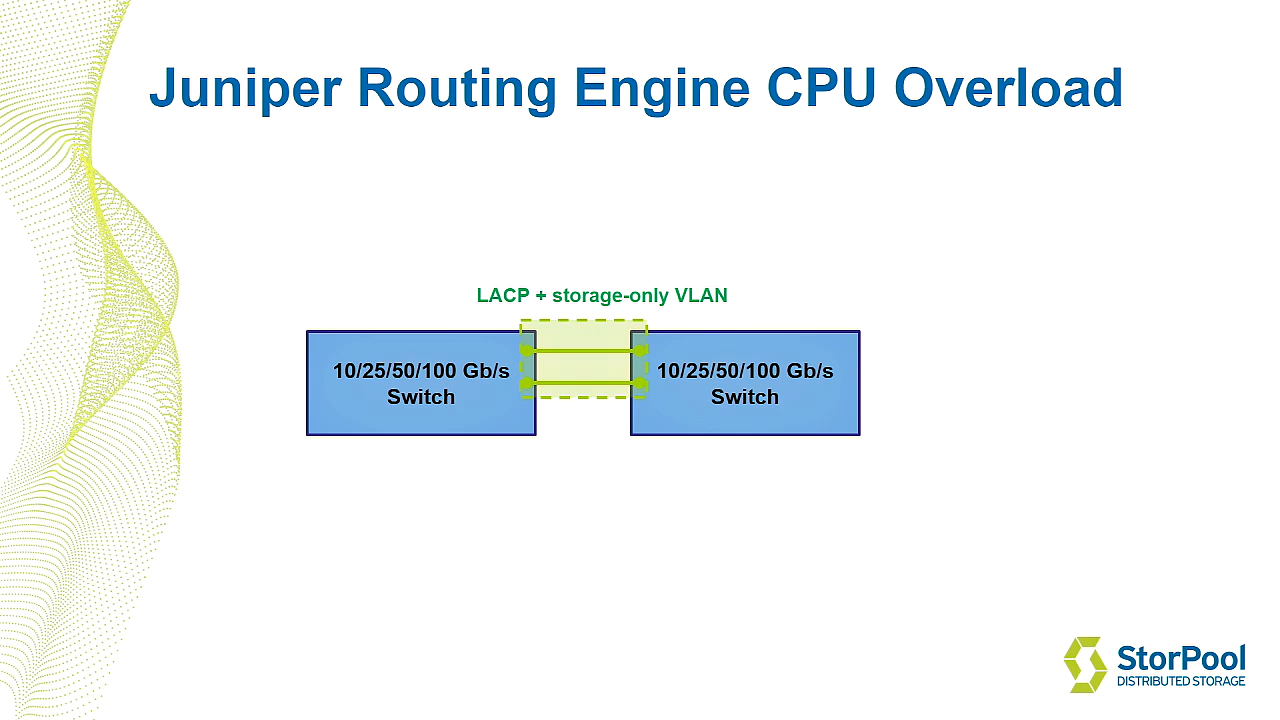 Juniper Routing Engine CPU Overload
LACP + storage-only VLAN
10/25/50/100 Gb/s
Switch
10/25/50/100 Gb/s
Switch
StorPool
DISTRIBUTED STORAGE